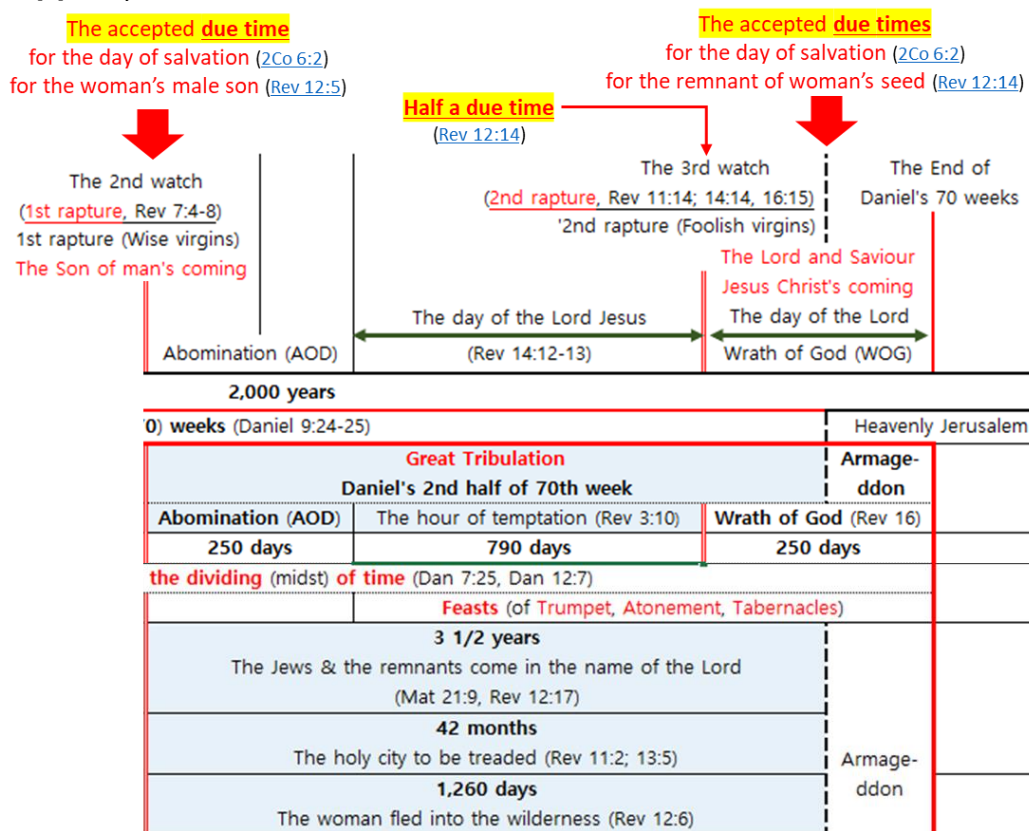 The accepted due time
for the day of salvation (2Co 6:2)
for the woman's male son (Rev 12:5)
The accepted due times
for the day of salvation (2Co 6:2)
for the remnant of woman's seed (Rev 12:14)
Half a due time
(Rev 12:14)
The 2nd watch
(1st rapture, Rev 7:4-8)
1st rapture (Wise virgins)
The Son of man's coming
The 3rd watch
(2nd rapture, Rev 11:14; 14:14, 16:15)
'2nd rapture (Foolish virgins)
The End of
Daniel's 70 weeks
The Lord and Saviour
Jesus Christ's coming
The day of the Lord Jesus
The day of the Lord
Abomination (AOD)
(Rev 14:12-13)
Wrath of God (WOG)
2,000 years
'0) weeks (Daniel 9:24-25)
Heavenly Jerusalem
Great Tribulation
Daniel's 2nd half of 70th week
Armage-
ddon
Abomination (AOD)
The hour of temptation (Rev 3:10)
Wrath of God (Rev 16)
250 days
790 days
250 days
the dividing (midst) of time (Dan 7:25, Dan 12:7)
Feasts (of Trumpet, Atonement, Tabernacles)
3 1/2 years
The Jews & the remnants come in the name of the Lord
(Mat 21:9, Rev 12:17)
42 months
The holy city to be treaded (Rev 11:2; 13:5)
Armage-
ddon
1,260 days
The woman fled into the wilderness (Rev 12:6)